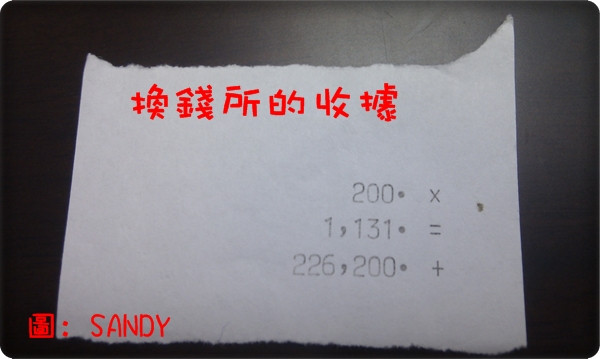 換錢所的收據
200· x
1,131· =
226,200· +
圖: SANDY